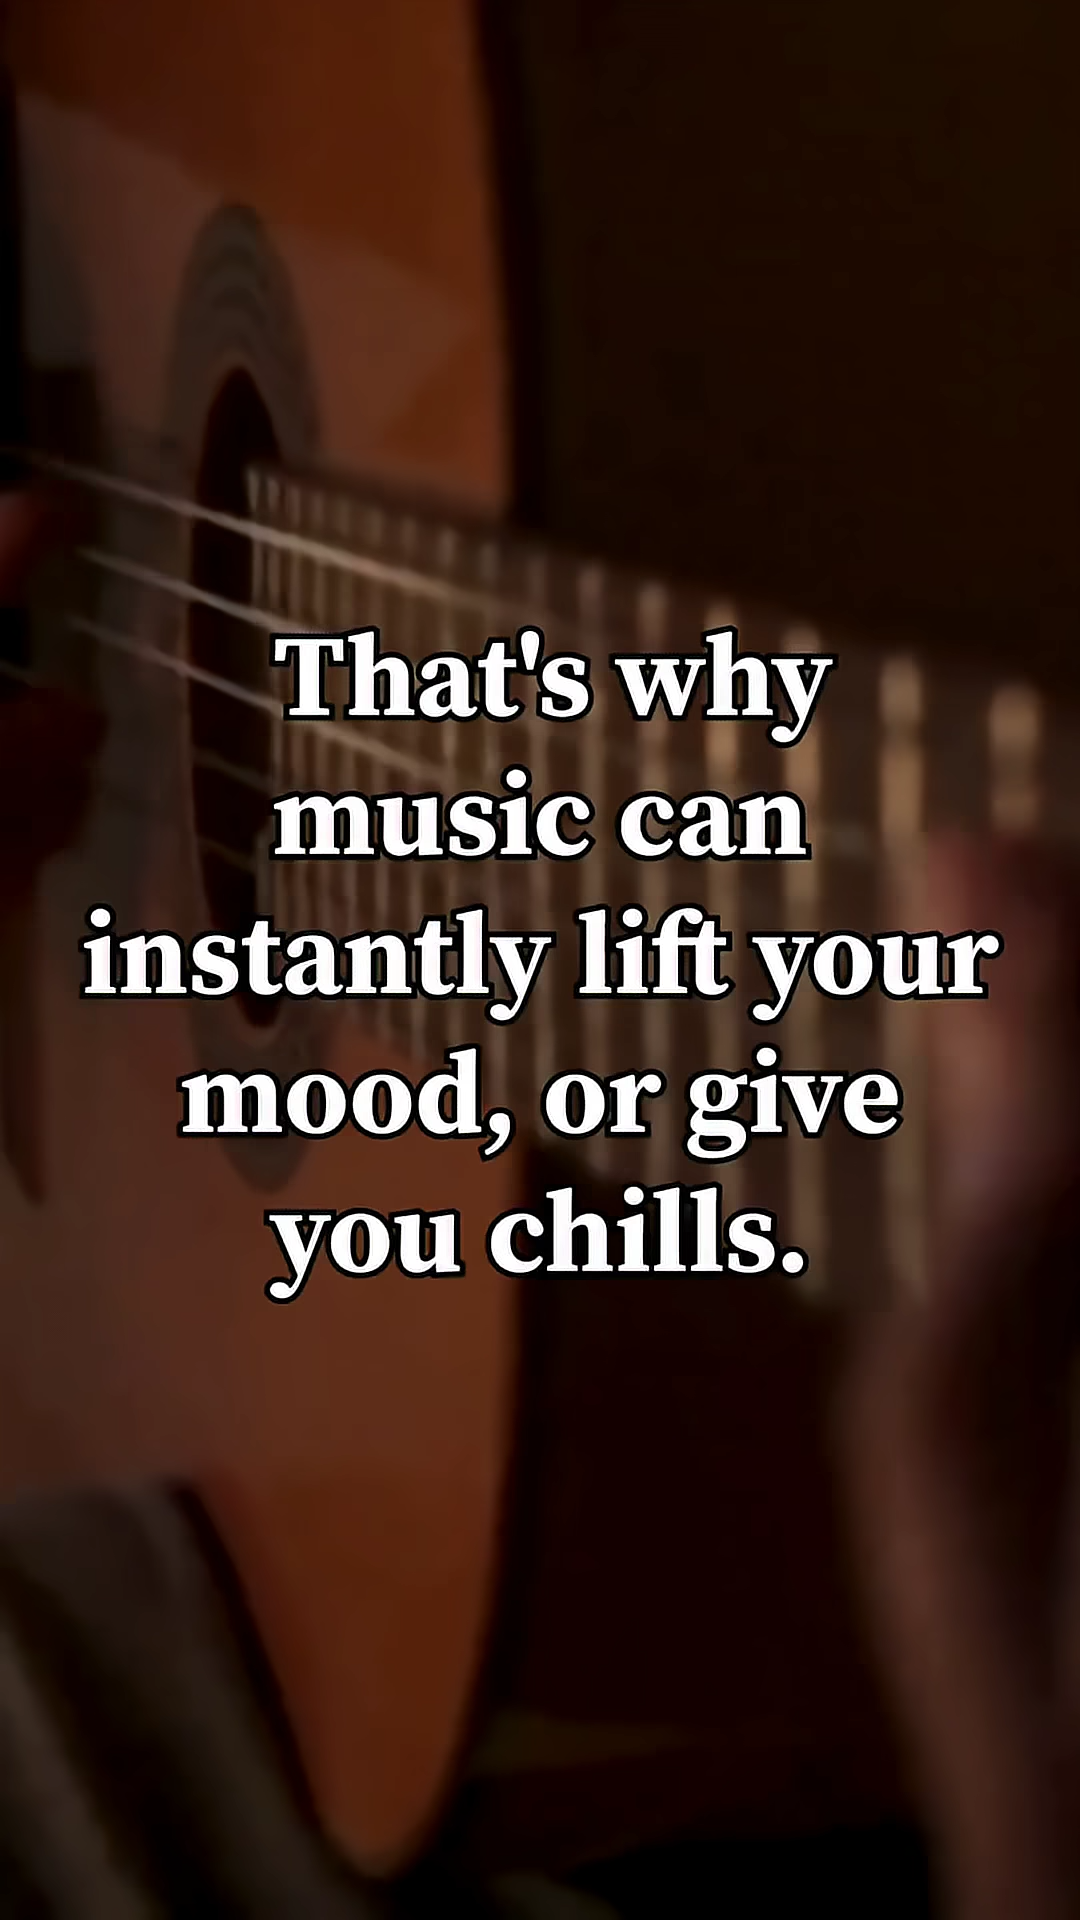 That's why
music can
instantly lift your
mood, or give
you chills.